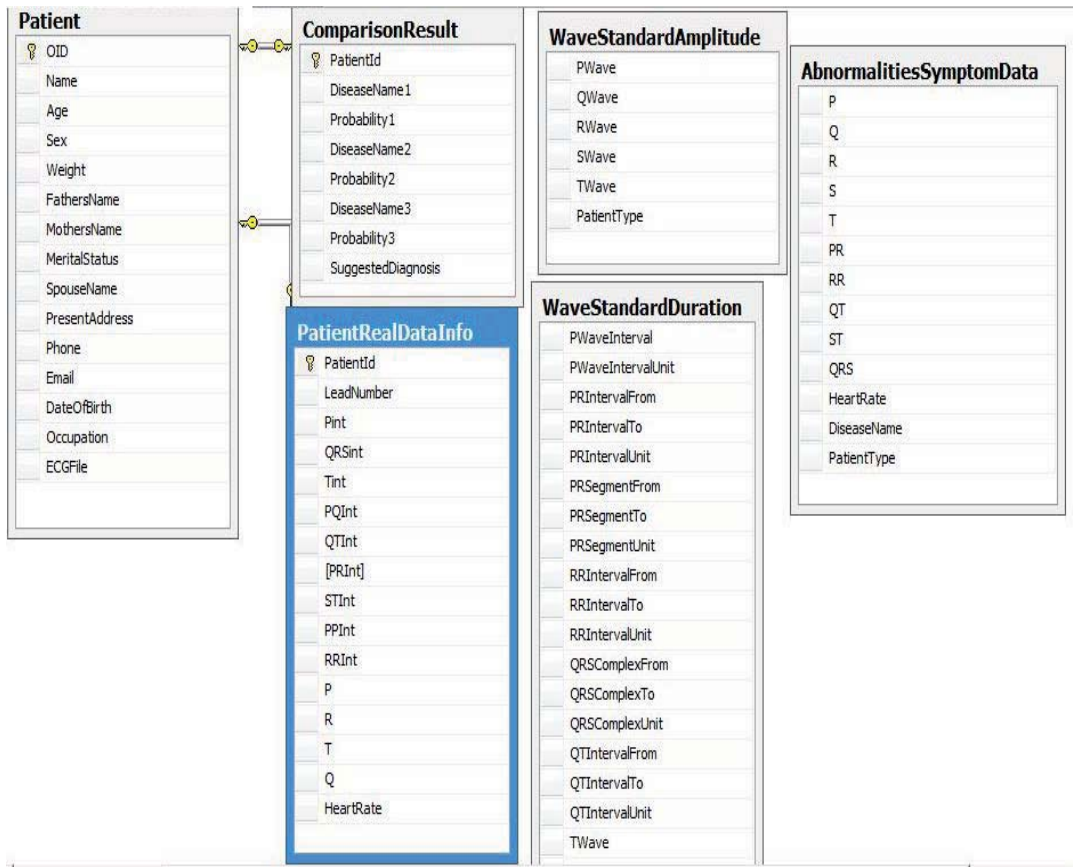 Patient
OID
Name
Age
Sex
Weight
FathersName
MothersName
MeritalStatus
SpouseName
PresentAddress
Phone
Email
DateOfBirth
Occupation
ECGFile
ComparisonResult
PatientId
DiseaseName1
Probability1
DiseaseName2
Probability2
DiseaseName3
Probability3
SuggestedDiagnosis
PatientRealDataInfo
PatientId
LeadNumber
Pint
QRSint
Tint
PQInt
QTInt
[PRInt]
STInt
PPInt
RRInt
P
R
T
Q
HeartRate
WaveStandardAmplitude
PWave
QWave
RWave
SWave
TWave
PatientType
WaveStandardDuration
PWaveInterval
PWaveIntervalUnit
PRIntervalFrom
PRIntervalTo
PRIntervalUnit
PRSegmentFrom
PRSegmentTo
PRSegmentUnit
RRIntervalFrom
RRIntervalTo
RRIntervalUnit
QRSComplexFrom
QRSComplexTo
QRSComplexUnit
QTIntervalFrom
QTIntervalTo
QTIntervalUnit
TWave
AbnormalitiesSymptomData
P
Q
R
S
T
PR
RR
QT
ST
QRS
HeartRate
DiseaseName
PatientType